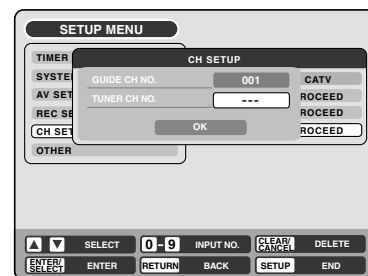 SETUP MENU
TIMER
CH SETUP
SYSTE
GUIDE CH NO. 001 CATV
AV SET
TUNER CH NO. --- ROCEED
REC SE ROCEED
OK
CH SET ROCEED
OTHER
▲ ▼ SELECT 0-9 INPUT NO. CLEAR/CANCEL DELETE
ENTER/SELECT ENTER RETURN BACK SETUP END